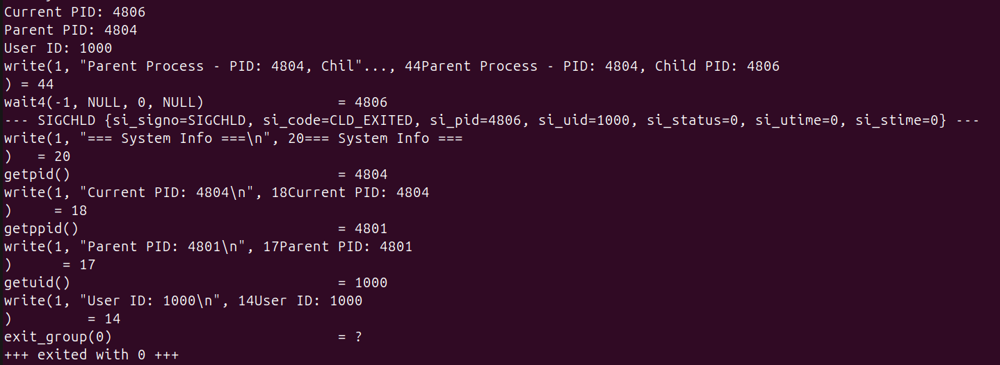 Current PID: 4806
Parent PID: 4804
User ID: 1000
write(1, "Parent Process - PID: 4804, Chil"..., 44Parent Process - PID: 4804, Child PID: 4806
) = 44
wait4(-1, NULL, 0, NULL)                = 4806
--- SIGCHLD {si_signo=SIGCHLD, si_code=CLD_EXITED, si_pid=4806, si_uid=1000, si_status=0, si_utime=0, si_stime=0} ---
write(1, "=== System Info ===\n", 20=== System Info ===
)   = 20
getpid()                                = 4804
write(1, "Current PID: 4804\n", 18Current PID: 4804
)     = 18
getppid()                               = 4801
write(1, "Parent PID: 4801\n", 17Parent PID: 4801
)      = 17
getuid()                                = 1000
write(1, "User ID: 1000\n", 14User ID: 1000
)         = 14
exit_group(0)                           = ?
+++ exited with 0 +++